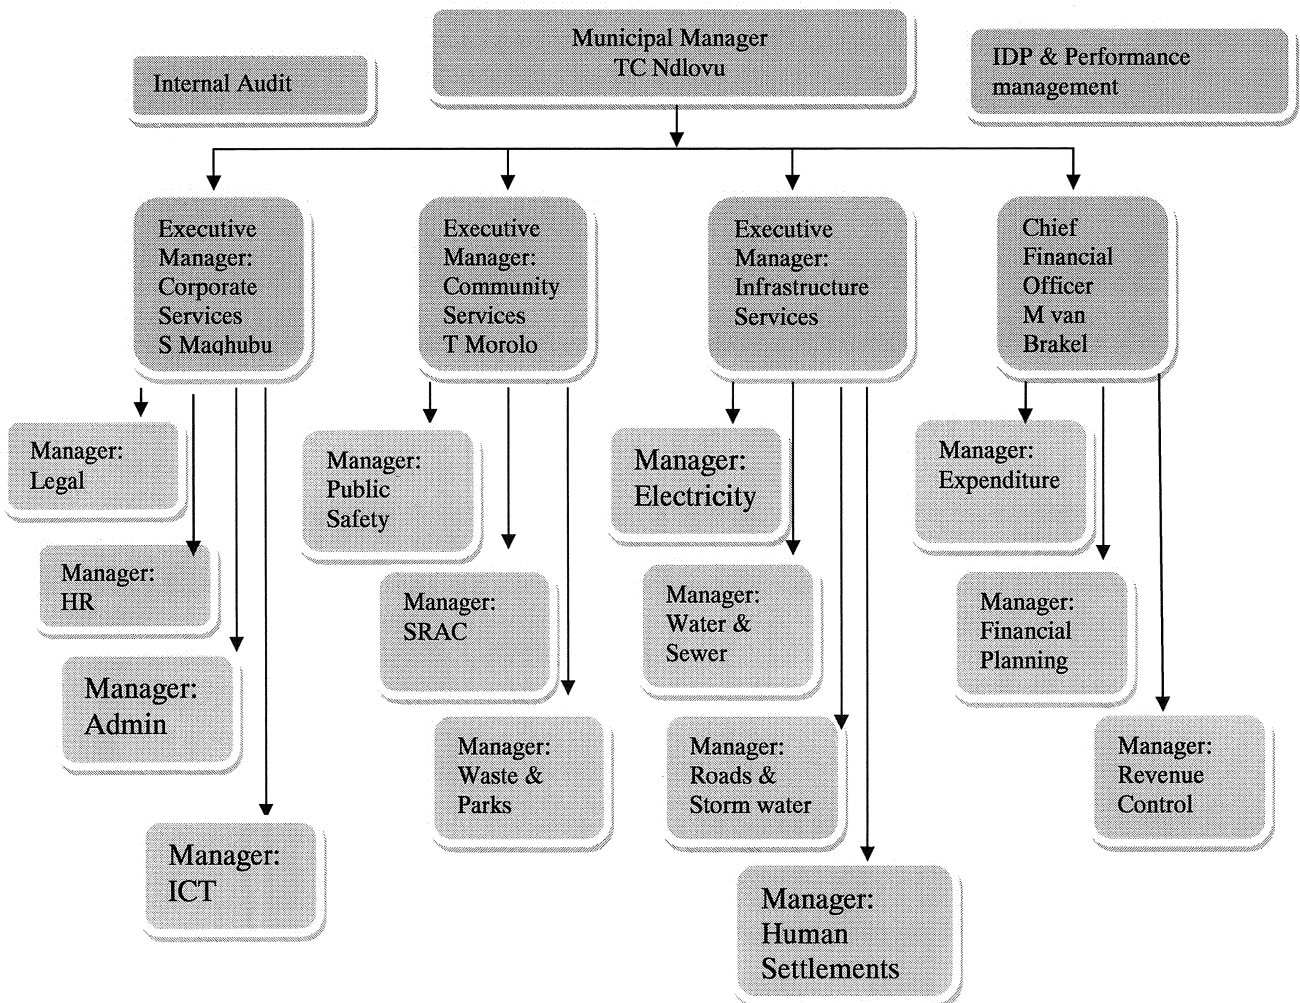 Municipal Manager
TC Ndlovu
Internal Audit
IDP & Performance
management
Executive
Manager:
Corporate
Services
S Maqhubu
Executive
Manager:
Community
Services
T Morolo
Executive
Manager:
Infrastructure
Services
Chief
Financial
Officer
M van
Brakel
Manager:
Legal
Manager:
HR
Manager:
Admin
Manager:
ICT
Manager:
Public
Safety
Manager:
SRAC
Manager:
Waste &
Parks
Manager:
Electricity
Manager:
Water &
Sewer
Manager:
Roads &
Storm water
Manager:
Human
Settlements
Manager:
Expenditure
Manager:
Financial
Planning
Manager:
Revenue
Control